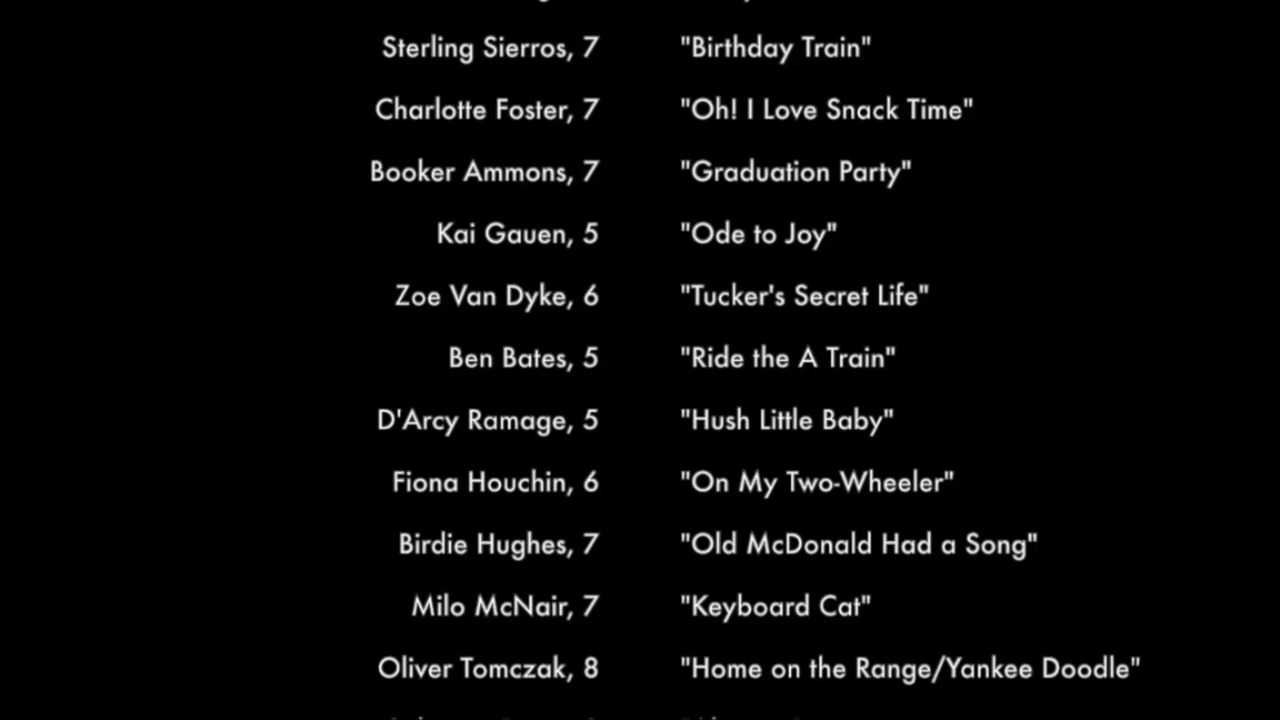 Sterling Sierros, 7 "Birthday Train"
Charlotte Foster, 7 "Oh! I Love Snack Time"
Booker Ammons, 7 "Graduation Party"
Kai Gauen, 5 "Ode to Joy"
Zoe Van Dyke, 6 "Tucker's Secret Life"
Ben Bates, 5 "Ride the A Train"
D'Arcy Ramage, 5 "Hush Little Baby"
Fiona Houchin, 6 "On My Two-Wheeler"
Birdie Hughes, 7 "Old McDonald Had a Song"
Milo McNair, 7 "Keyboard Cat"
Oliver Tomczak, 8 "Home on the Range/Yankee Doodle"